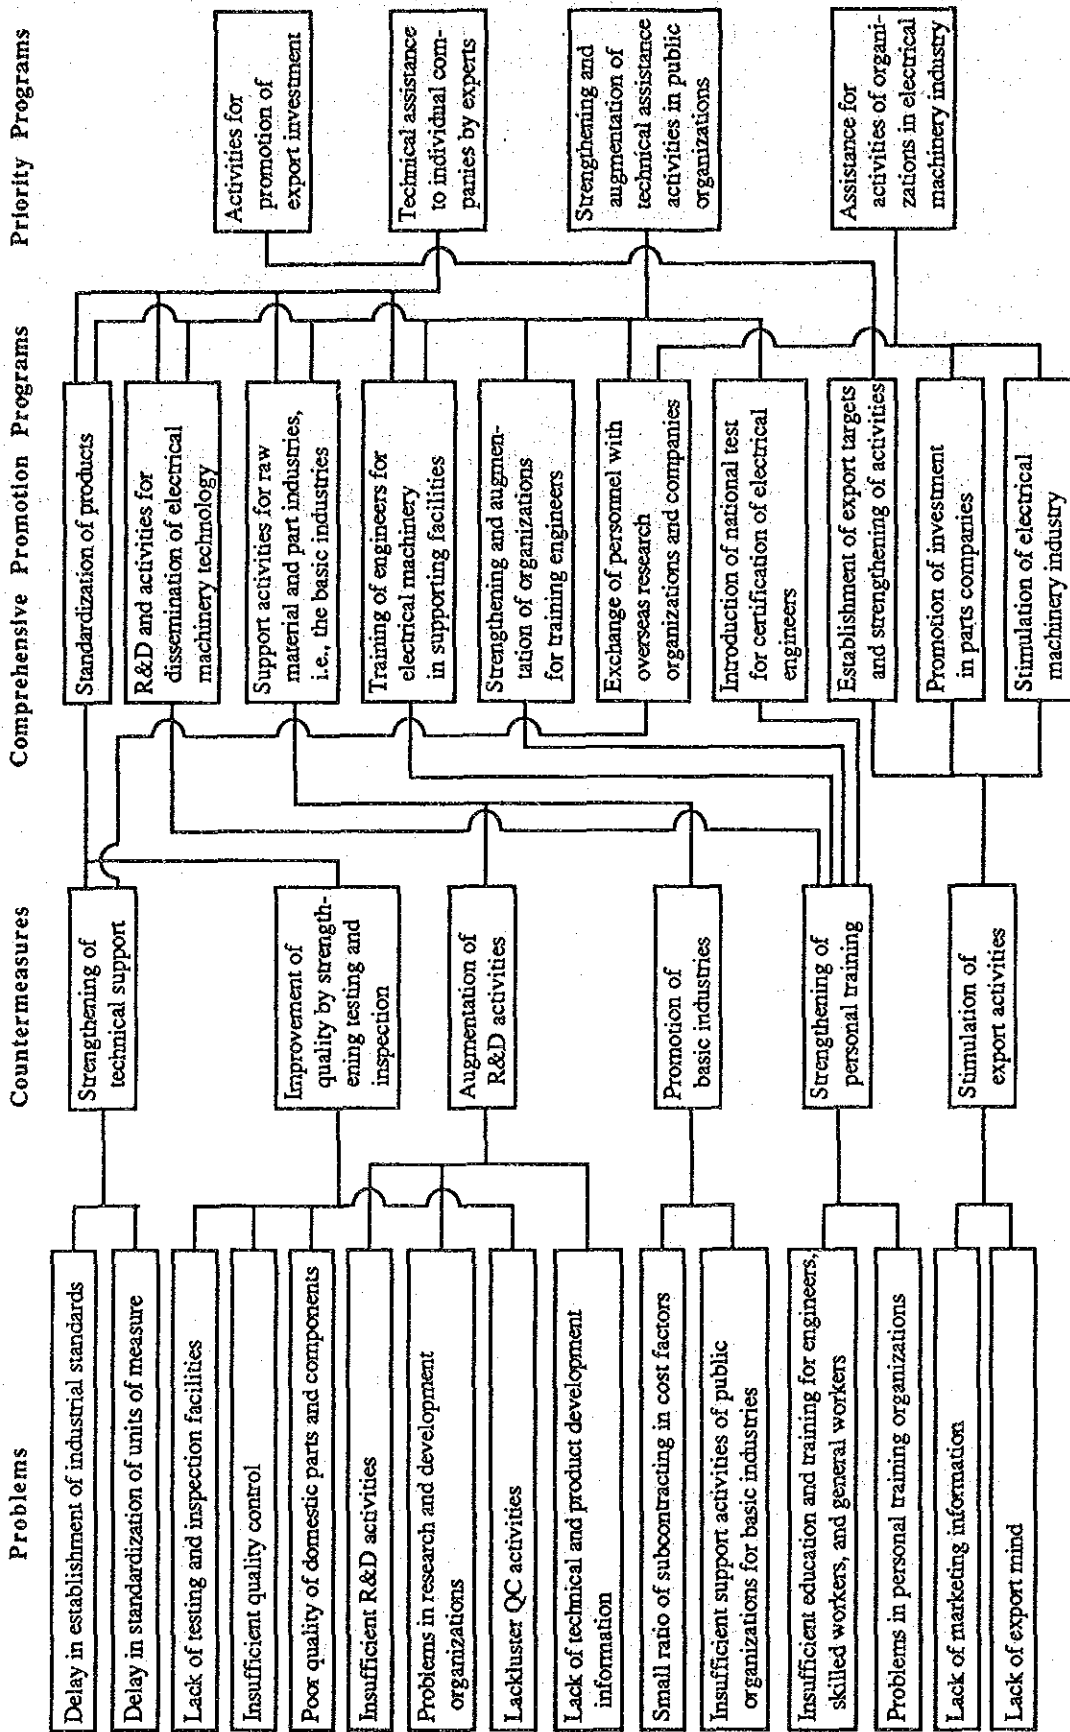 Problems
Delay in establishment of industrial standards
Delay in standardization of units of measure
Lack of testing and inspection facilities
Insufficient quality control
Poor quality of domestic parts and components
Insufficient R&D activities
Problems in research and development
organizations
Lackluster QC activities
Lack of technical and product development
information
Small ratio of subcontracting in cost factors
Insufficient support activities of public
organizations for basic industries
Insufficient education and training for engineers,
skilled workers, and general workers
Problems in personal training organizations
Lack of marketing information
Lack of export mind
Countermeasures
Strengthening of
technical support
Improvement of
quality by strength-
ening testing and
inspection
Augmentation of
R&D activities
Promotion of
basic industries
Strengthening of
personal training
Stimulation of
export activities
Comprehensive Promotion Programs
Standardization of products
R&D and activities for
dissemination of electrical
machinery technology
Support activities for raw
material and part industries,
i.e., the basic industries
Training of engineers for
electrical machinery
in supporting facilities
Strengthening and augmen-
tation of organizations
for training engineers
Exchange of personnel with
overseas research
organizations and companies
Introduction of national test
for certification of electrical
engineers
Establishment of export targets
and strengthening of activities
Promotion of investment
in parts companies
Stimulation of electrical
machinery industry
Priority Programs
Activities for
promotion of
export investment
Technical assistance
to individual com-
panies by experts
Strengthening and
augmentation of
technical assistance
activities in public
organizations
Assistance for
activities of organi-
zations in electrical
machinery industry